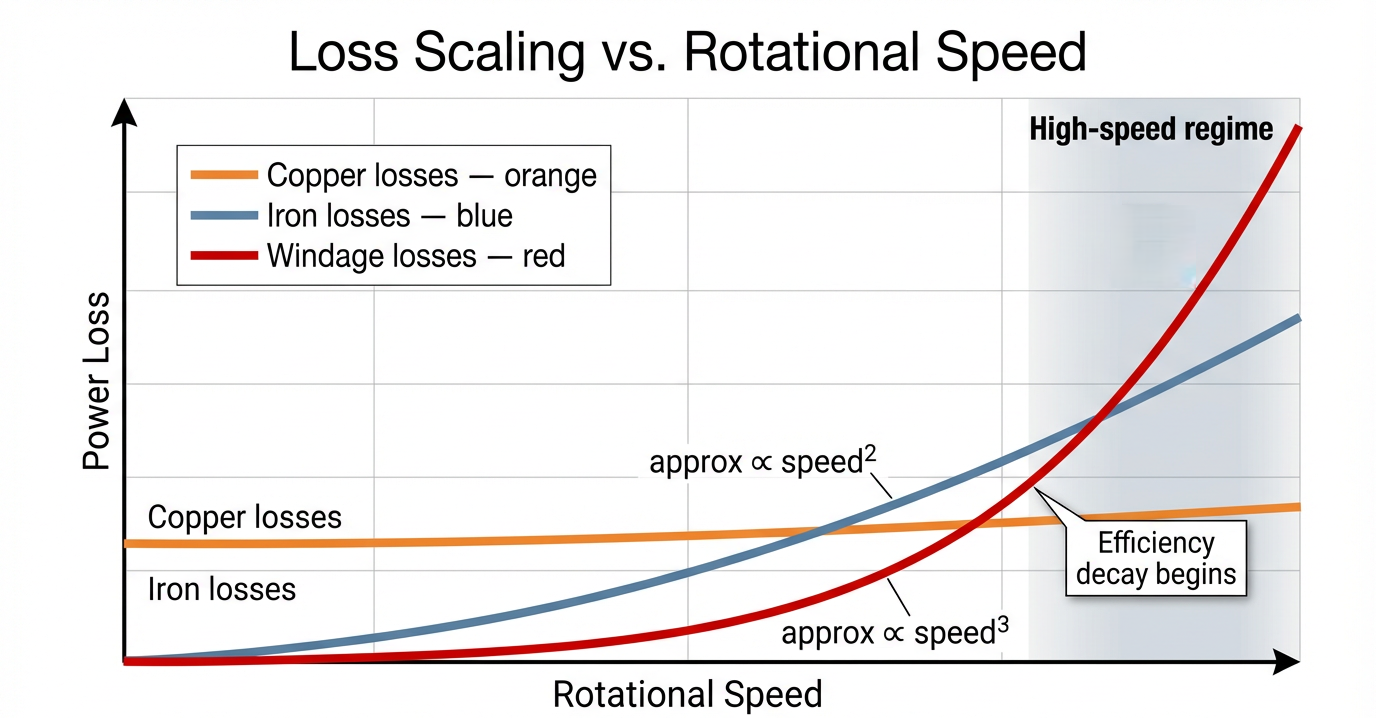 Loss Scaling vs. Rotational Speed
High-speed regime
Copper losses — orange
Iron losses — blue
Windage losses — red
Power Loss
approx ∝ speed²
Copper losses
Efficiency
decay begins
Iron losses
approx ∝ speed³
Rotational Speed